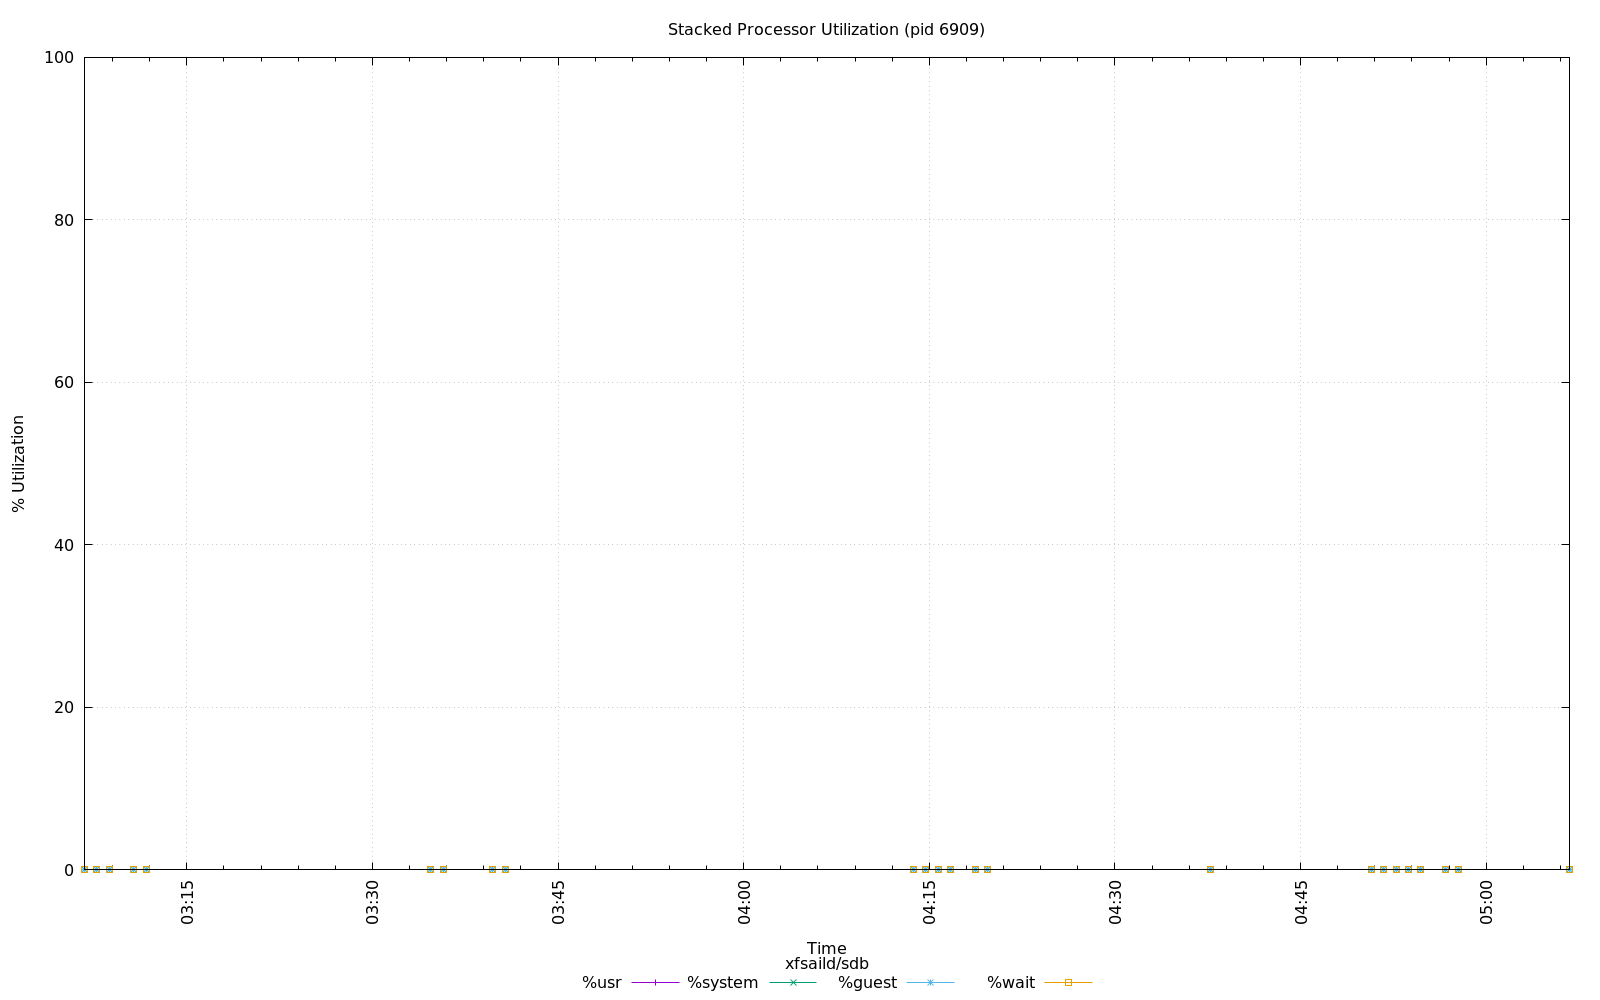 Stacked Processor Utilization (pid 6909)
100
80
60
40
20
0
% Utilization
03:15
03:30
03:45
04:00
04:15
04:30
04:45
05:00
Time
xfsaild/sdb
%usr %system %guest %wait